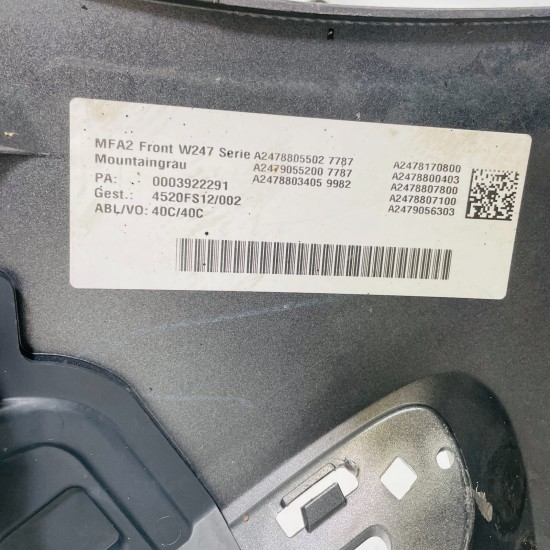 MFA2 Front W247 Serie
Mountaingrau
PA: 0003922291
Gest.: 4520FS12/002
ABL/VO: 40C/40C
A2478805502 7787
A2479055200 7787
A2478803405 9982
A2478170800
A2478800403
A2478807800
A2478807100
A2479056303